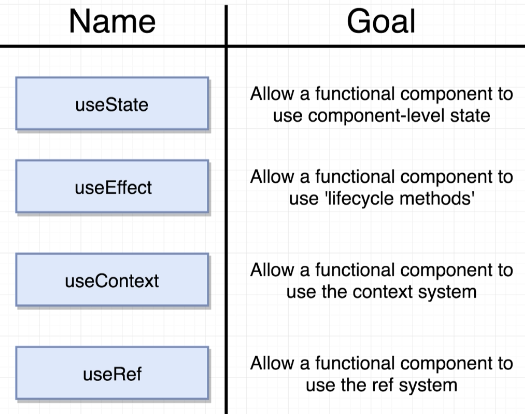 Name
Goal
useState
Allow a functional component to
use component-level state
useEffect
Allow a functional component to
use 'lifecycle methods'
useContext
Allow a functional component to
use the context system
useRef
Allow a functional component to
use the ref system